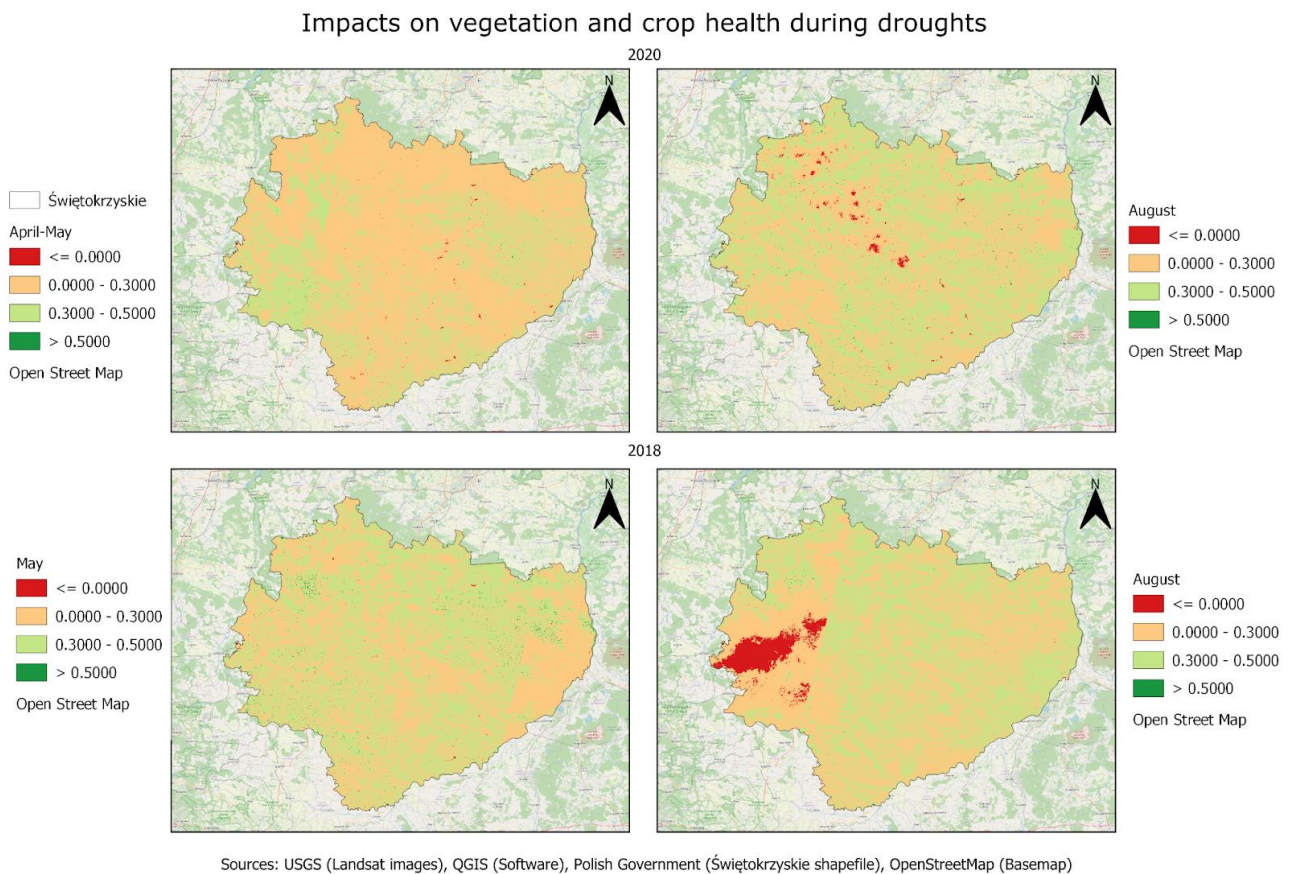 Impacts on vegetation and crop health during droughts
2020
N
N
Świętokrzyskie
April-May
<= 0.0000
0.0000 - 0.3000
0.3000 - 0.5000
> 0.5000
Open Street Map
August
<= 0.0000
0.0000 - 0.3000
0.3000 - 0.5000
> 0.5000
Open Street Map
2018
N
N
May
<= 0.0000
0.0000 - 0.3000
0.3000 - 0.5000
> 0.5000
Open Street Map
August
<= 0.0000
0.0000 - 0.3000
0.3000 - 0.5000
> 0.5000
Open Street Map
Sources: USGS (Landsat images), QGIS (Software), Polish Government (Świętokrzyskie shapefile), OpenStreetMap (Basemap)